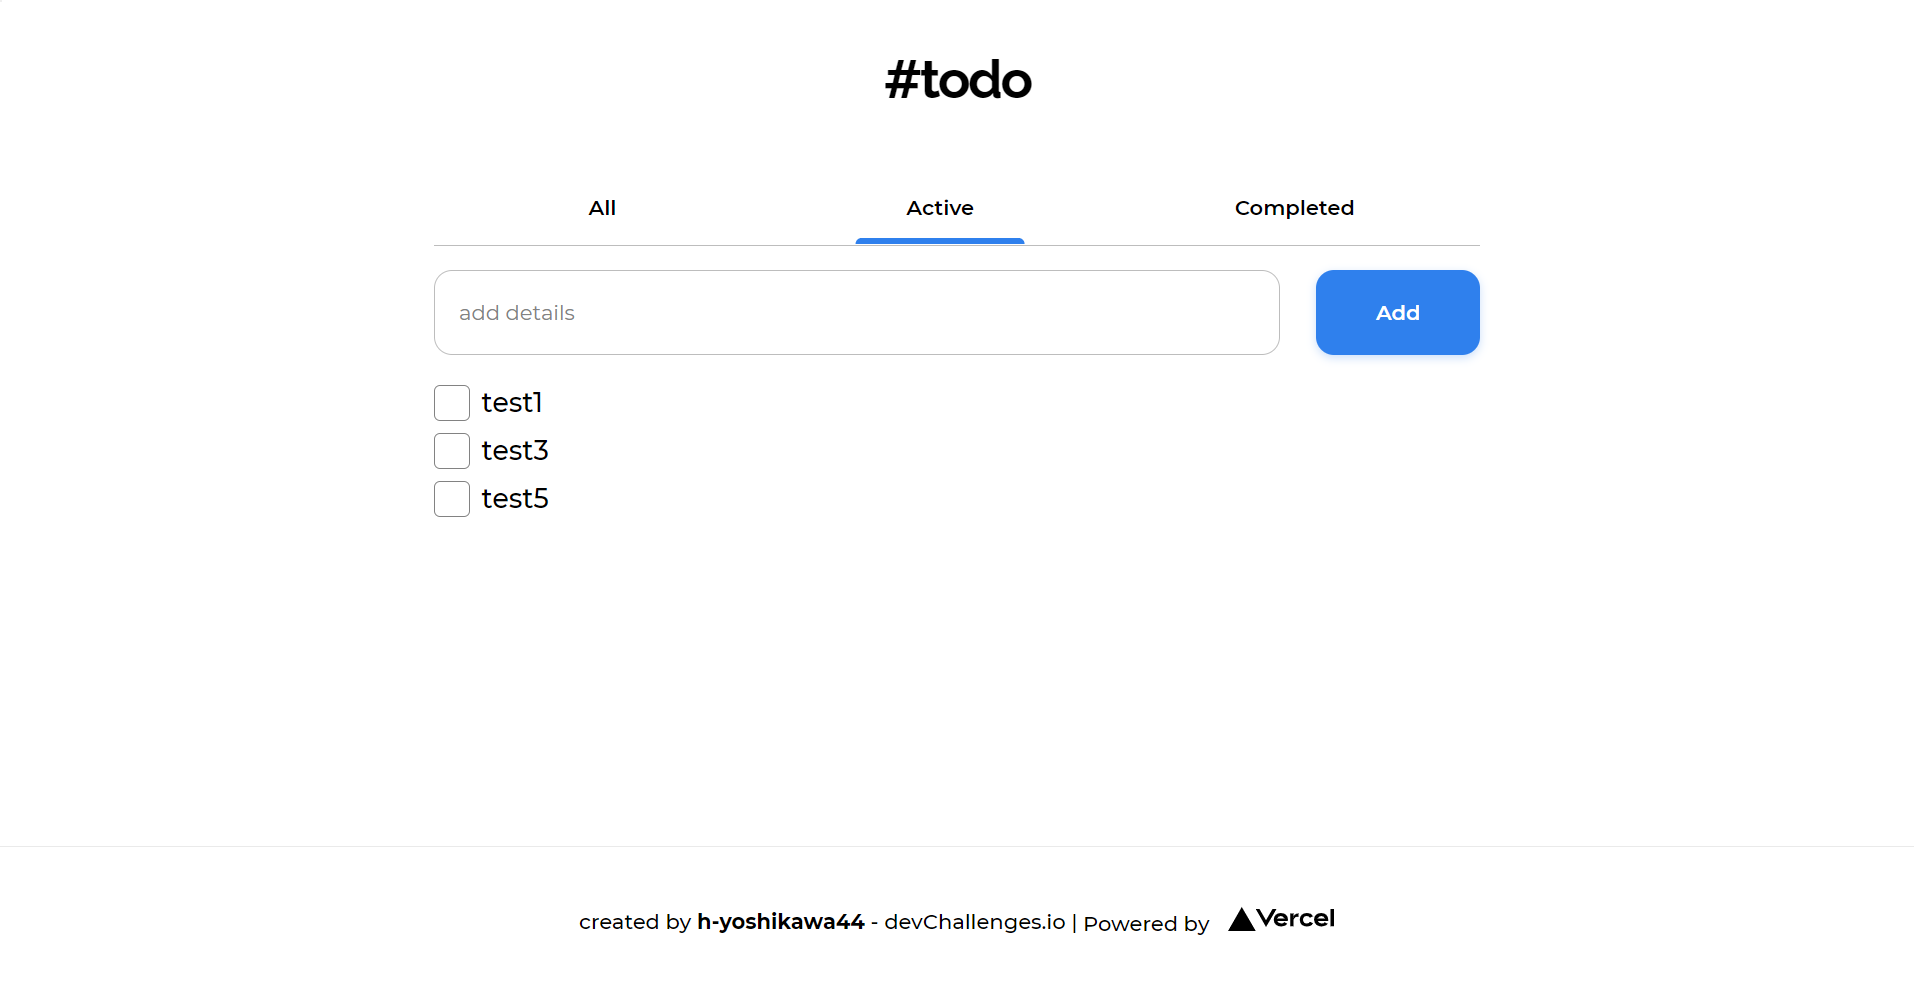 #todo
All Active Completed
add details Add
test1
test3
test5
created by h-yoshikawa44 - devChallenges.io | Powered by Vercel